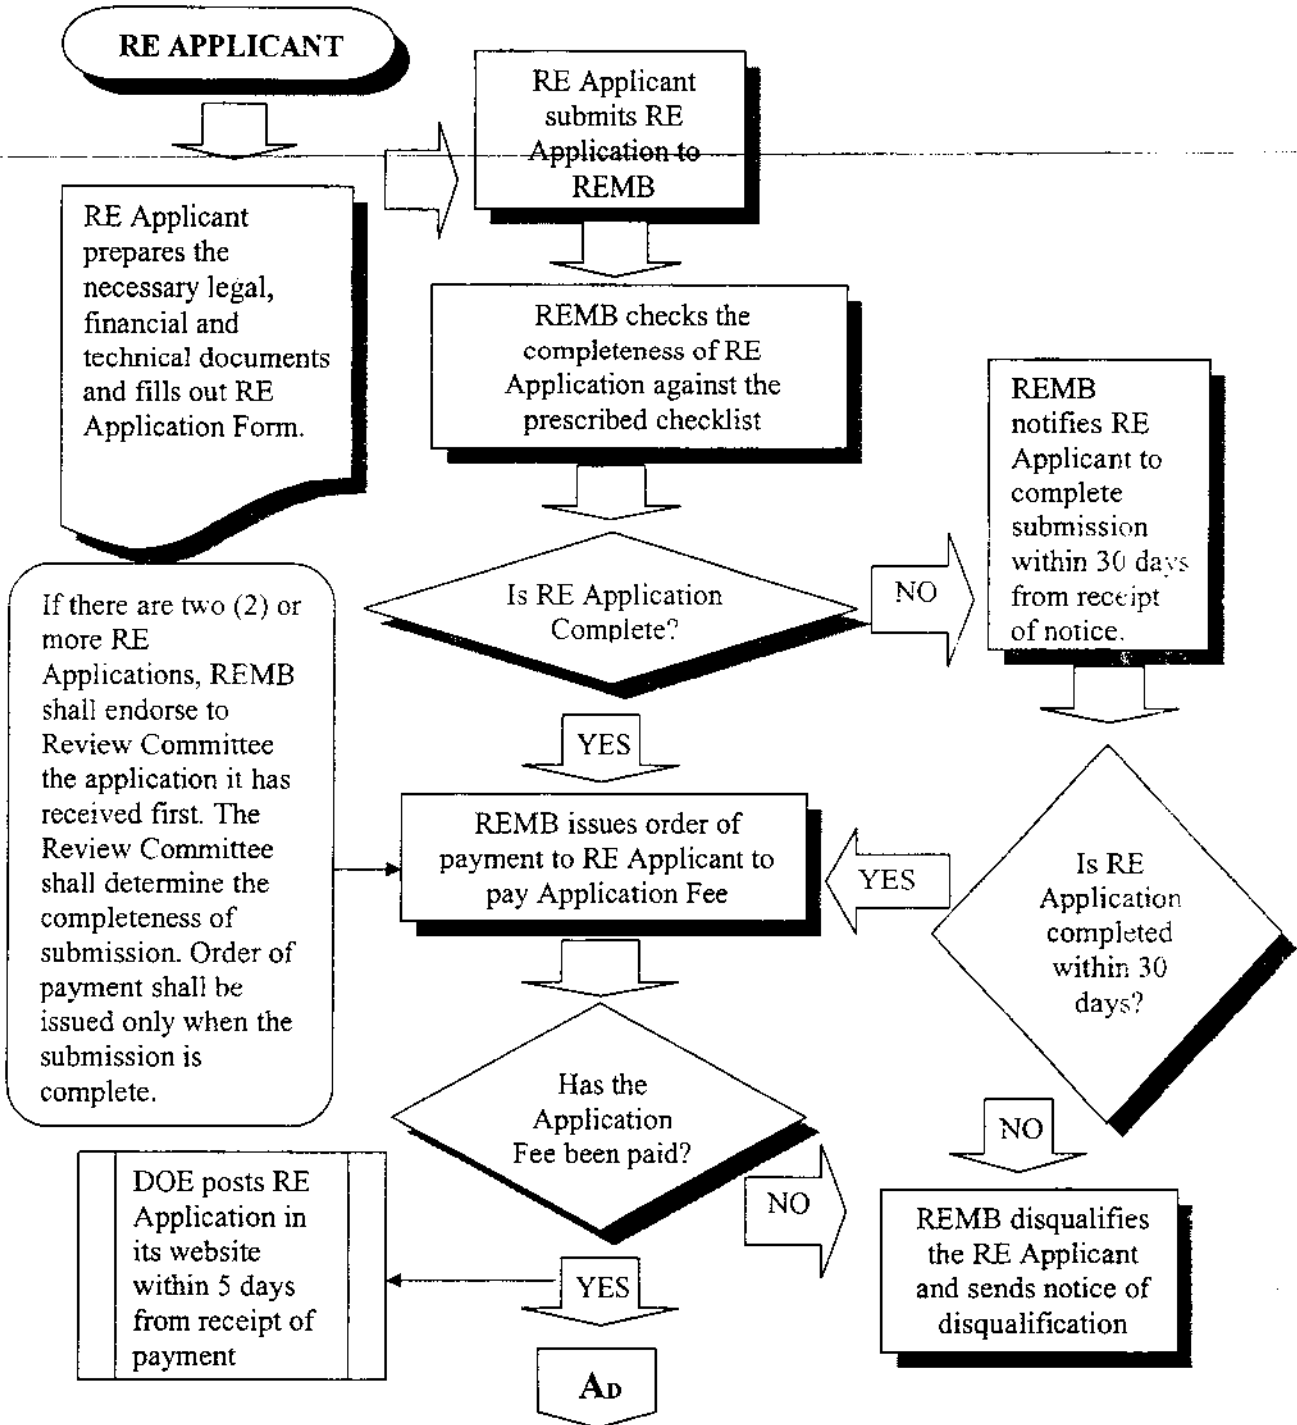 RE APPLICANT
RE Applicant
submits RE
Application to
REMB
RE Applicant
prepares the
necessary legal,
financial and
technical documents
and fills out RE
Application Form.
REMB checks the
completeness of RE
Application against the
prescribed checklist
REMB
notifies RE
Applicant to
complete
submission
within 30 days
from receipt
of notice.
Is RE Application
Complete?
NO
If there are two (2) or
more RE
Applications, REMB
shall endorse to
Review Committee
the application it has
received first. The
Review Committee
shall determine the
completeness of
submission. Order of
payment shall be
issued only when the
submission is
complete.
YES
REMB issues order of
payment to RE Applicant to
pay Application Fee
YES
Is RE
Application
completed
within 30
days?
Has the
Application
Fee been paid?
NO
NO
DOE posts RE
Application in
its website
within 5 days
from receipt of
payment
YES
REMB disqualifies
the RE Applicant
and sends notice of
disqualification
AD